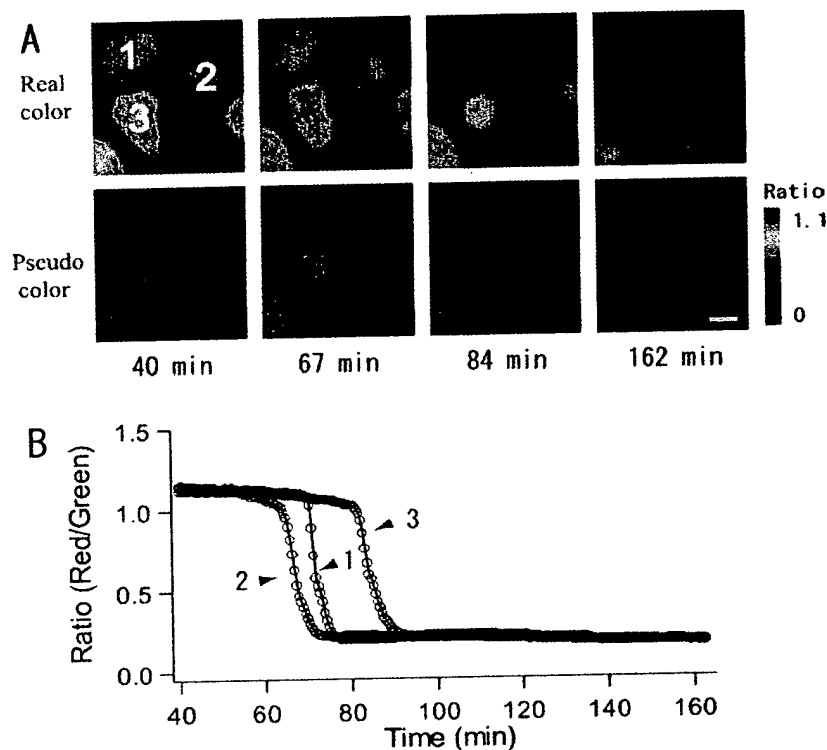 A
Real
color
1
2
3
Pseudo
color
Ratio
1.1
0
40 min
67 min
84 min
162 min
B
Ratio (Red/Green)
1.5
1.0
0.5
0.0
2
1
3
40
60
80
100
120
140
160
Time (min)